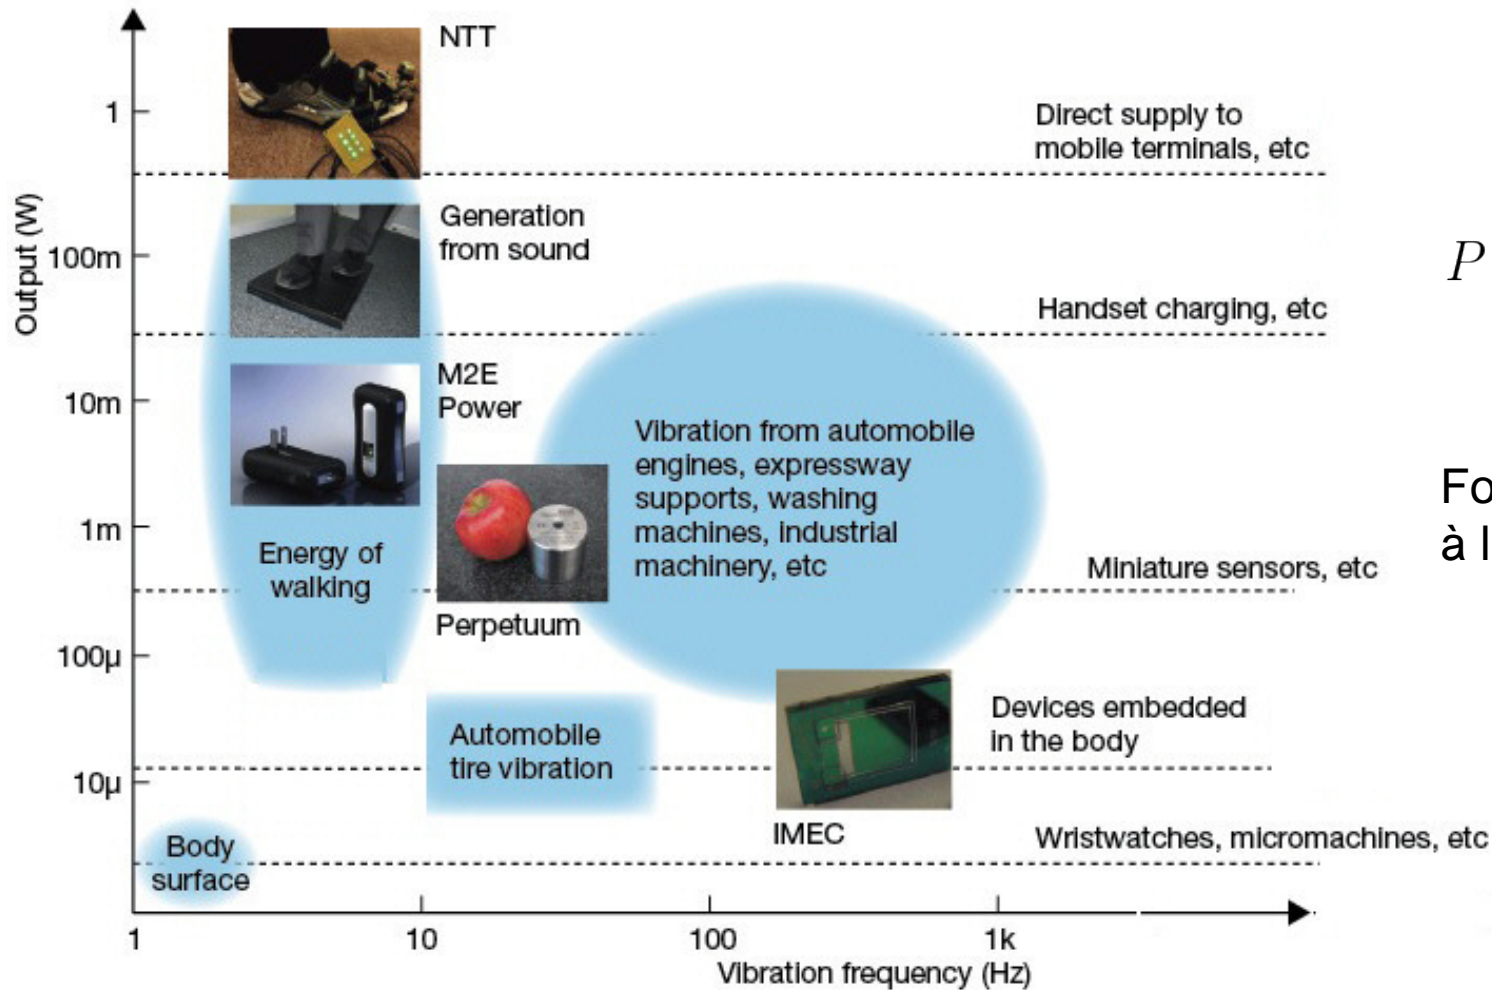 NTT
1
Direct supply to
mobile terminals, etc
Output (W)
Generation
from sound
100m
P
Handset charging, etc
M2E
Power
10m
Vibration from automobile
engines, expressway
supports, washing
machines, industrial
machinery, etc
Fo
à l
1m
Energy of
walking
Miniature sensors, etc
Perpetuum
100µ
Automobile
tire vibration
Devices embedded
in the body
10µ
IMEC
Wristwatches, micromachines, etc
Body
surface
1
10
100
1k
Vibration frequency (Hz)